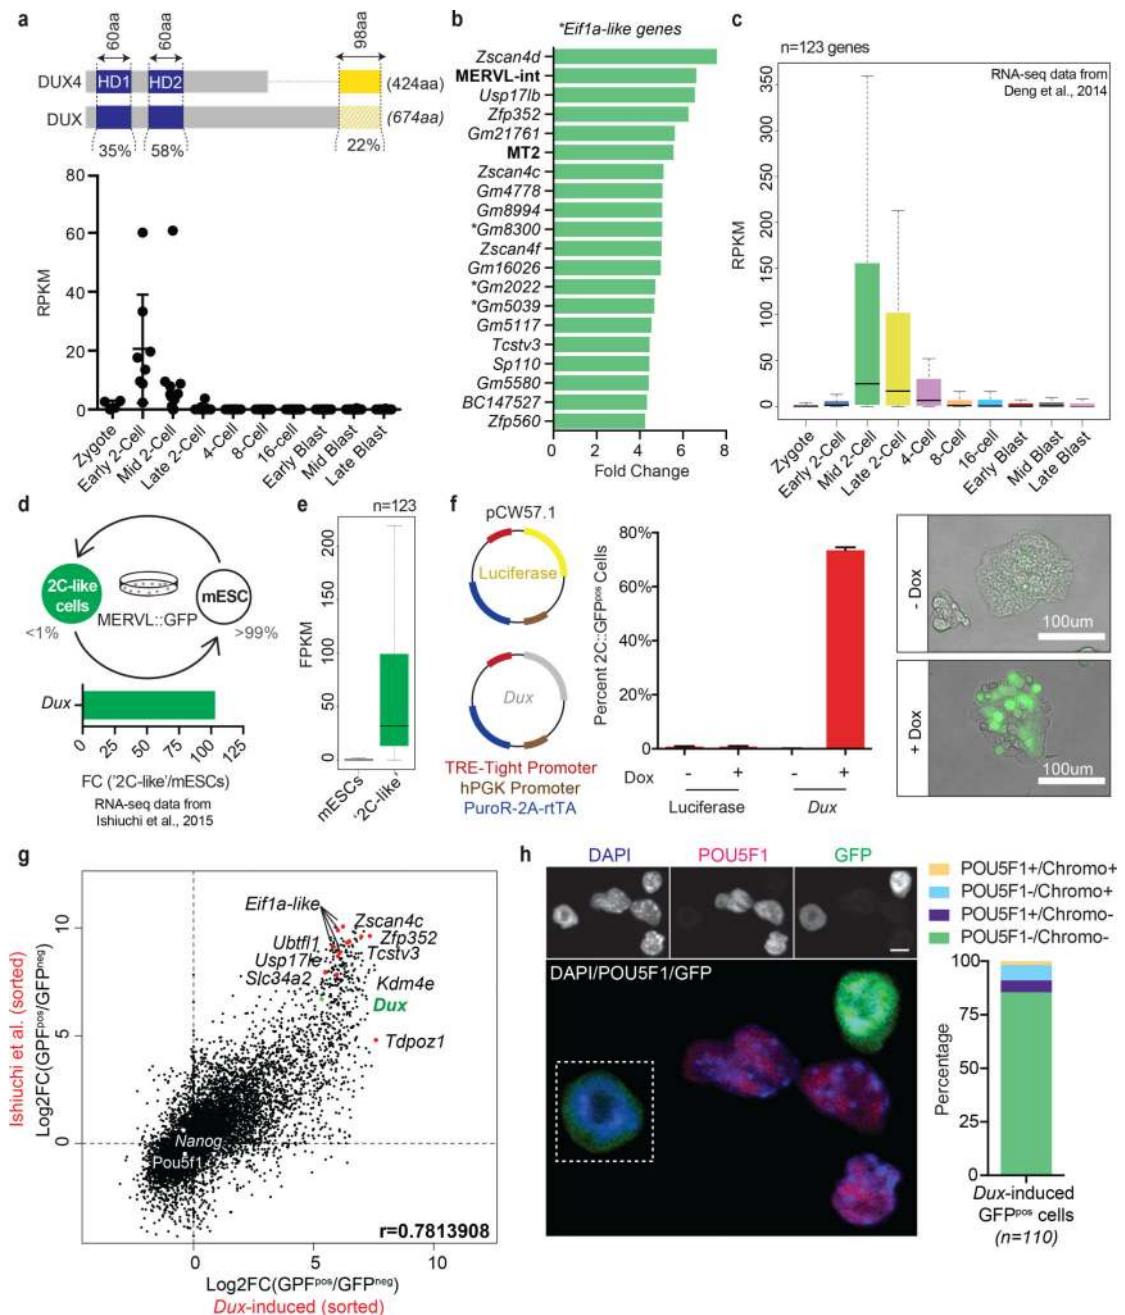 a
60aa
60aa
98aa
DUX4
HD1
HD2
(424aa)
DUX
(674aa)
35%
58%
22%
80
60
40
20
0
RPKM
Zygote
Early 2-Cell
Mid 2-Cell
Late 2-Cell
4-Cell
8-Cell
16-cell
Early Blast
Mid Blast
Late Blast
b
*Eif1a-like genes
Zscan4d
MERVL-int
Usp17lb
Zfp352
Gm21761
MT2
Zscan4c
Gm4778
Gm8994
*Gm8300
Zscan4f
Gm16026
*Gm2022
*Gm5039
Gm5117
Tcstv3
Sp110
Gm5580
BC147527
Zfp560
0 2 4 6 8
Fold Change
c
n=123 genes
RNA-seq data from
Deng et al., 2014
350
300
250
200
150
100
50
0
RPKM
Zygote
Early 2-Cell
Mid 2-Cell
Late 2-Cell
4-Cell
8-Cell
16-cell
Early Blast
Mid Blast
Late Blast
d
2C-like
cells
mESC
MERVL::GFP
<1%
>99%
Dux
0 25 50 75 100 125
FC ('2C-like'/mESCs)
RNA-seq data from
Ishiuchi et al., 2015
e
n=123
200
150
100
50
0
FPKM
mESCs
'2C-like'
f
pCW57.1
Luciferase
Dux
TRE-Tight Promoter
hPGK Promoter
PuroR-2A-rtTA
80%
60%
40%
20%
0
Percent 2C::GFPpos Cells
Dox - + - +
Luciferase Dux
- Dox
100um
+ Dox
100um
g
Eif1a-like
Zscan4c
Ubtfl1
Zfp352
Usp17le
Tcstv3
Slc34a2
Kdm4e
Dux
Tdpoz1
Nanog
Pou5f1
r=0.7813908
10
5
0
0 5 10
Ishiuchi et al. (sorted)
Log2FC(GPFpos/GFPneg)
Log2FC(GPFpos/GFPneg)
Dux-induced (sorted)
h
DAPI
POU5F1
GFP
DAPI/POU5F1/GFP
POU5F1+/Chromo+
POU5F1-/Chromo+
POU5F1+/Chromo-
POU5F1-/Chromo-
100
75
50
25
0
Percentage
Dux-induced
GFPpos cells
(n=110)